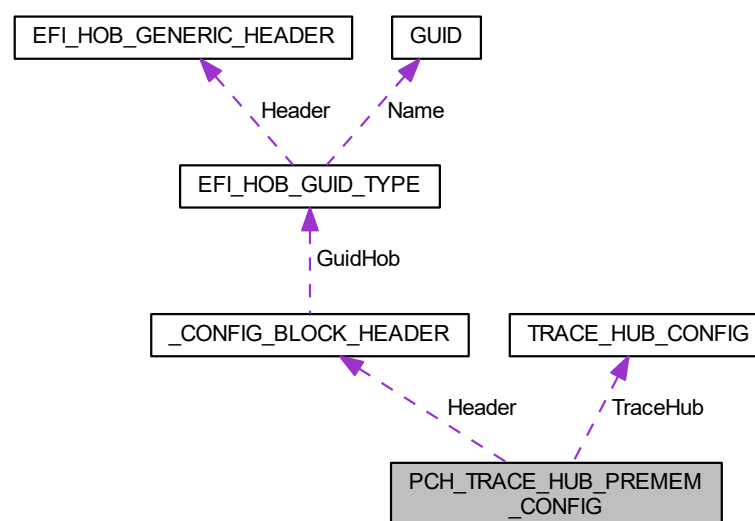 EFI_HOB_GENERIC_HEADER
GUID
Header
Name
EFI_HOB_GUID_TYPE
GuidHob
_CONFIG_BLOCK_HEADER
TRACE_HUB_CONFIG
Header
TraceHub
PCH_TRACE_HUB_PREMEM
_CONFIG